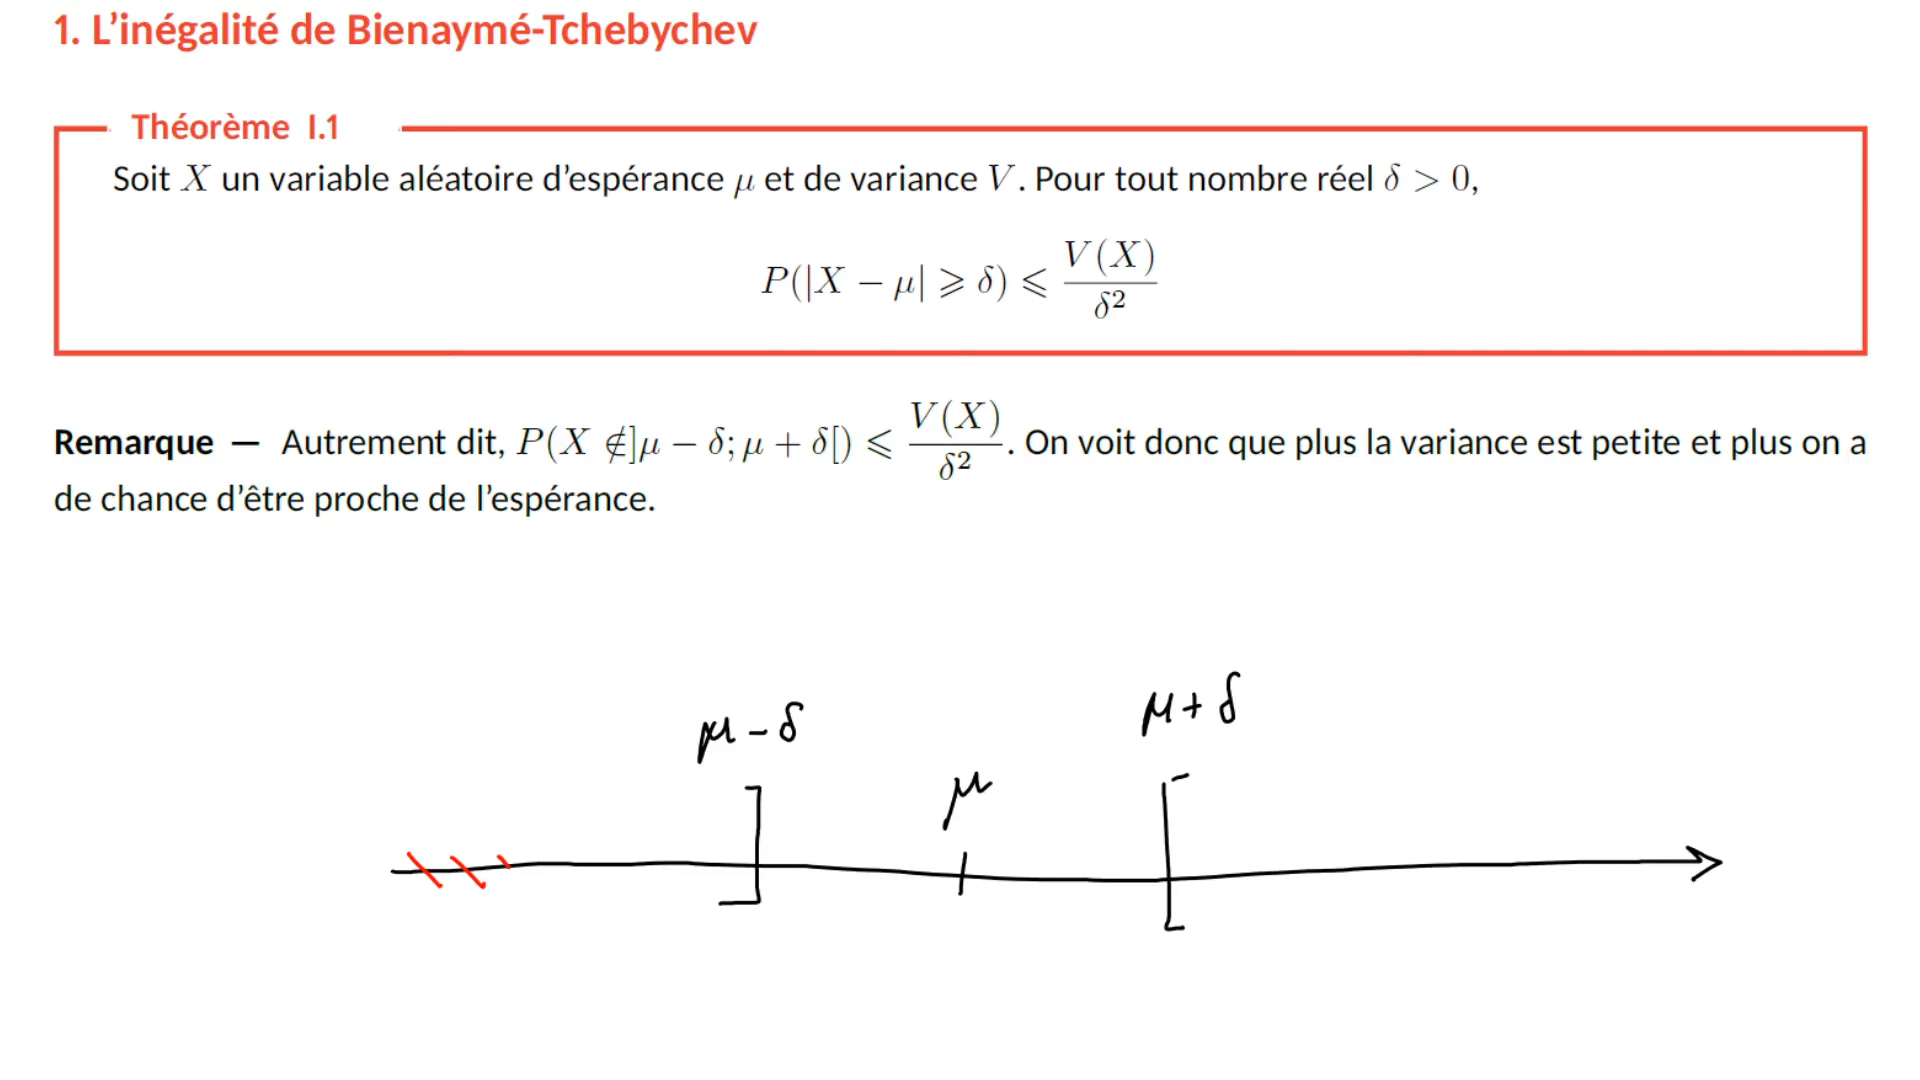 1. L’inégalité de Bienaymé-Tchebychev
Théorème I.1
Soit X un variable aléatoire d’espérance μ et de variance V. Pour tout nombre réel δ > 0,
P(|X − μ| ⩾ δ) ⩽ V(X)/δ²
Remarque — Autrement dit, P(X ∉]μ − δ; μ + δ[) ⩽ V(X)/δ². On voit donc que plus la variance est petite et plus on a
de chance d’être proche de l’espérance.
μ − δ
μ + δ
μ